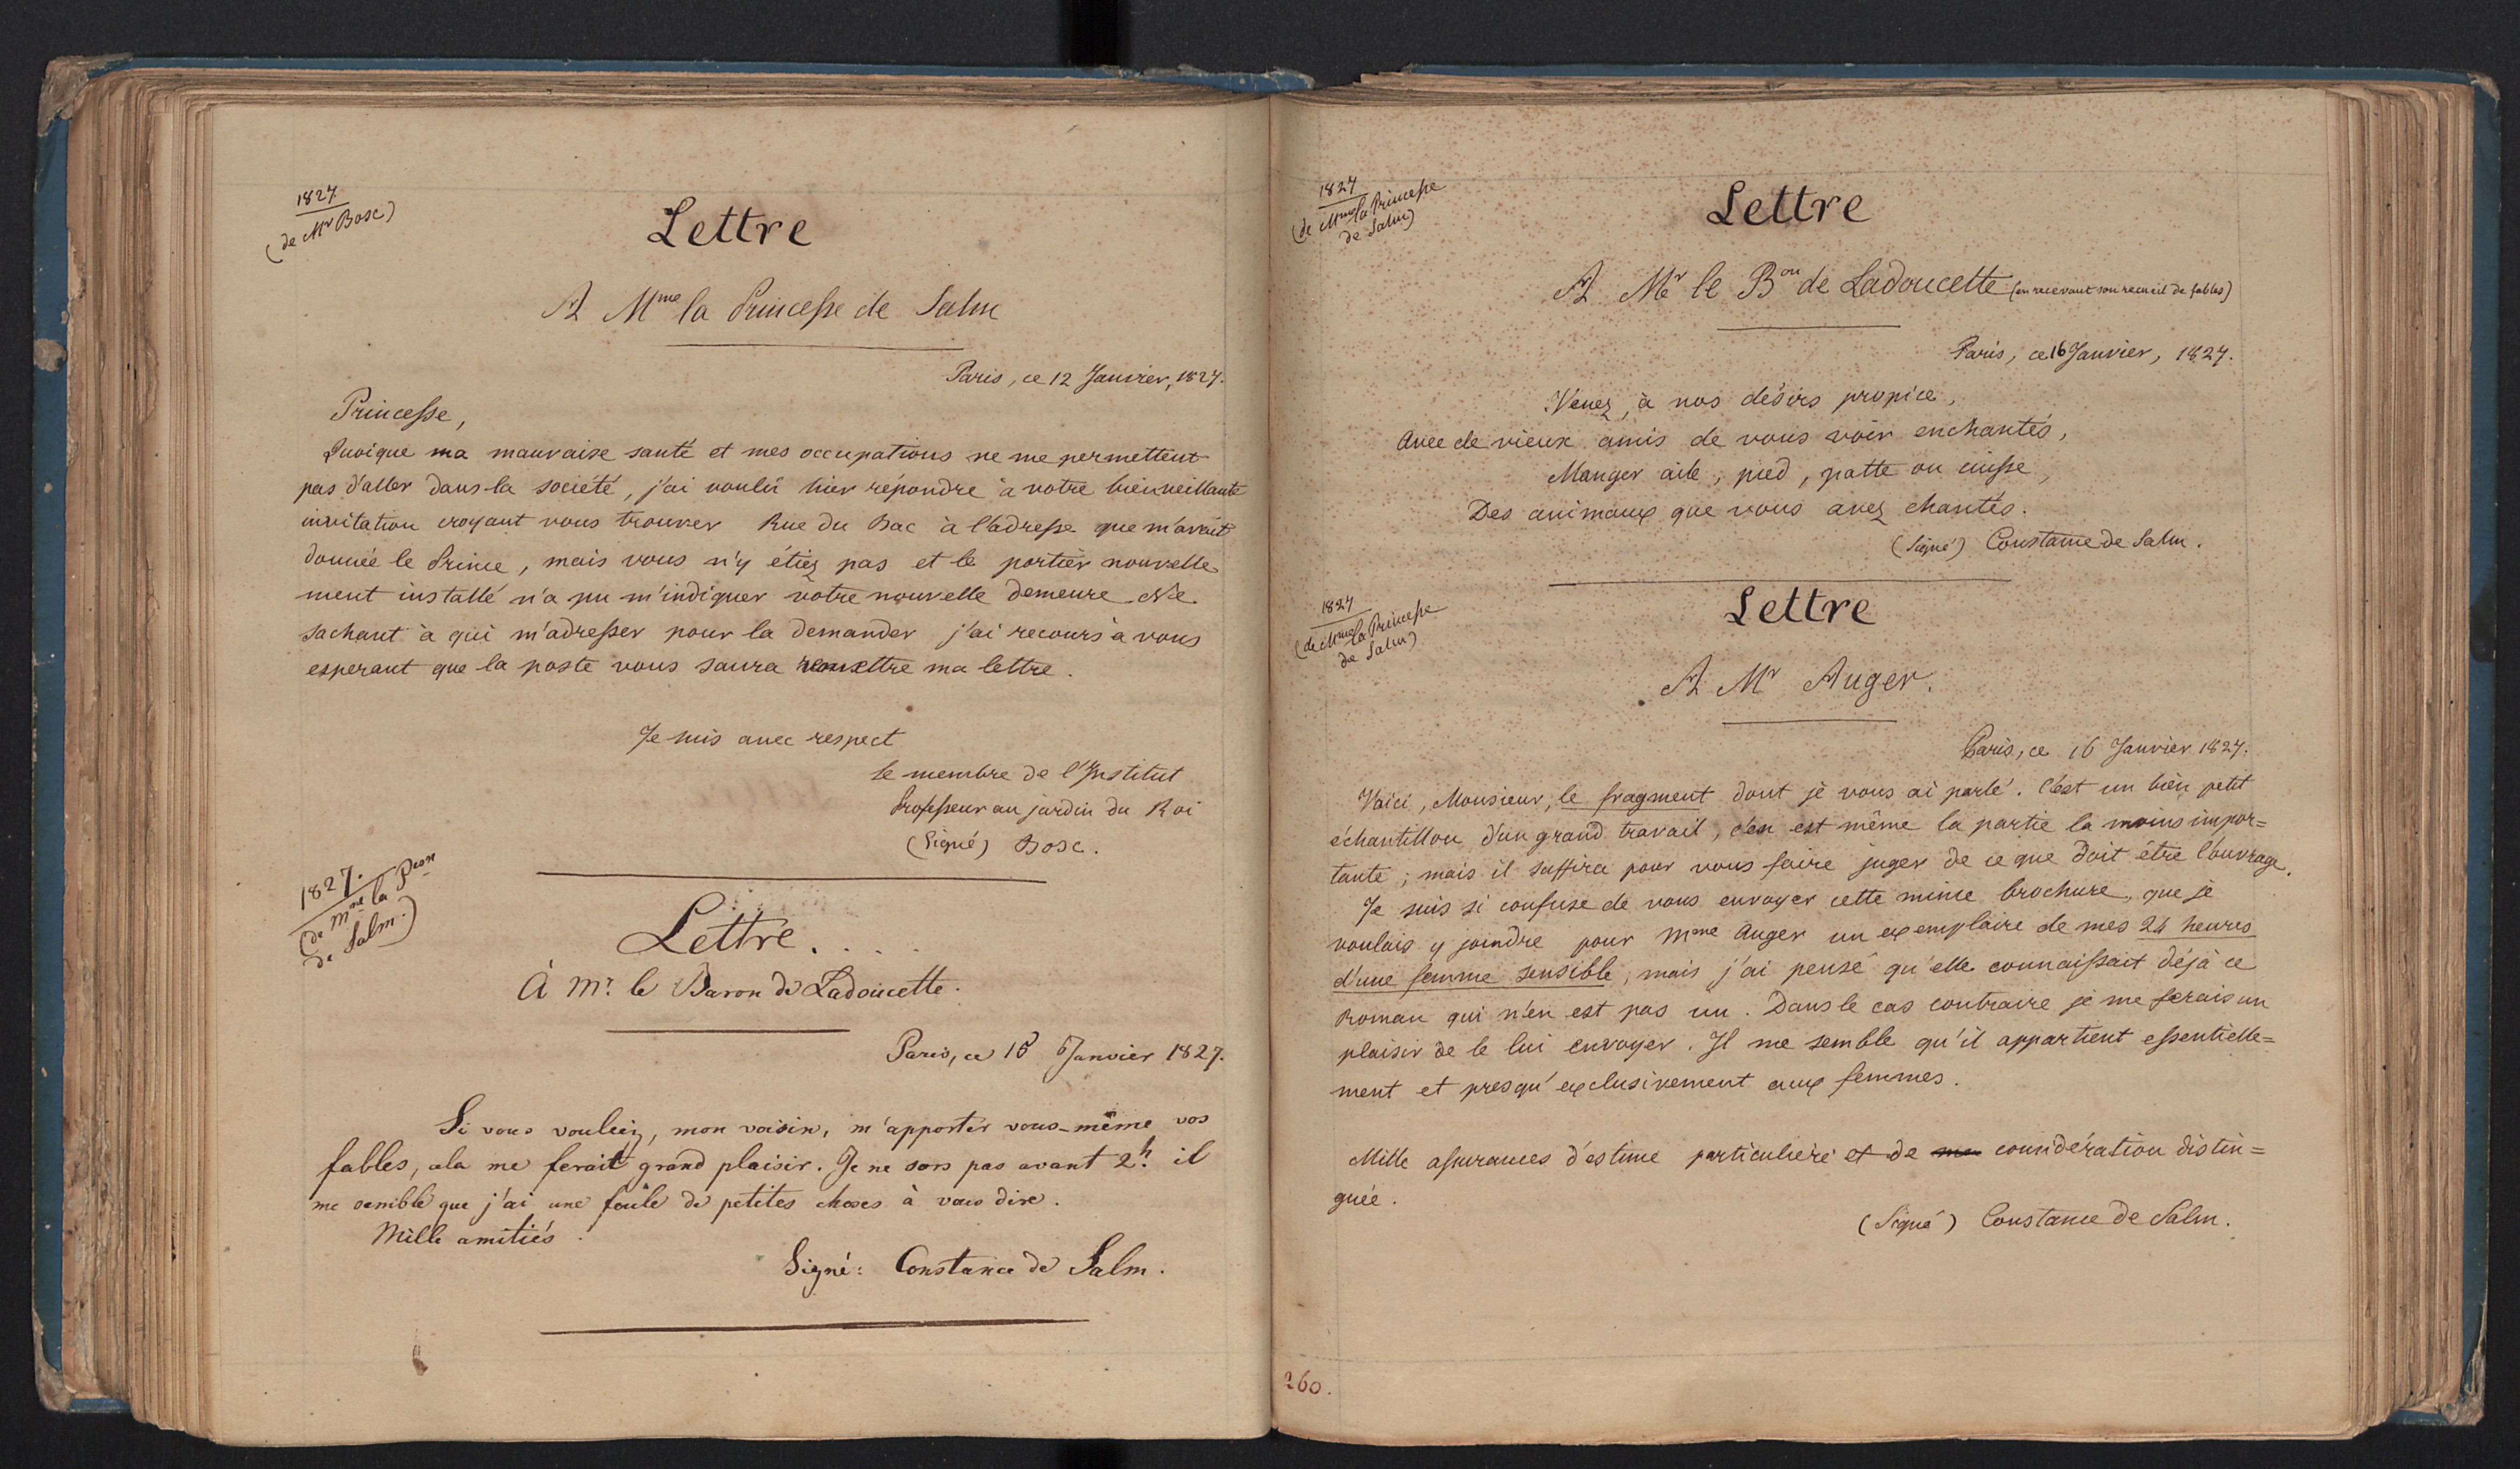 1827
(de Mr Bosc)
Lettre
A Mme la Princesse de Salm
Paris, ce 12 Janvier, 1827.
Princesse,
Quoique ma mauvaise santé et mes occupations ne me permettent
pas d'aller dans la société, j'ai voulu hier répondre à votre bienveillante
invitation croyant vous trouver Rue du Bac à l'adresse que m'avait
donnée le Prince, mais vous n'y étiez pas et le portier nouvelle
ment installé n'a pu m'indiquer votre nouvelle demeure. Ne
sachant à qui m'adresser pour la demander j'ai recours à vous
esperant que la poste vous saura remettre ma lettre.
Je suis avec respect
le membre de l'Institut
Professeur au jardin du Roi
(Signé) Bosc.
1827.
(de Mme la Pcesse
de Salm.)
Lettre.
À Mr. le Baron de Ladoucette.
Paris, ce 15 Janvier 1827.
Si vous vouliez, mon voisin, m'apporter vous-même vos
fables, cela me ferait grand plaisir. Je ne sors pas avant 2h. il
me semble que j'ai une foule de petites choses à vous dire.
Mille amitiés.
Signé: Constance de Salm.
1827
(de Mme la Princesse
de Salm)
Lettre
A Mr le Bon de Ladoucette (en recevant son recueil de fables)
Paris, ce 16 Janvier, 1827.
Venez, à nos désirs propice,
Avec de vieux amis de vous voir enchantés,
Manger aile, pied, patte ou cuisse,
Des animaux que vous avez chantés.
(Signé) Constance de Salm.
1827
(de Mme la Princesse
de Salm)
Lettre
A Mr Auger.
Paris, ce 16 Janvier 1827.
Voici, Monsieur, le fragment dont je vous ai parlé. C'est un bien petit
échantillon d'un grand travail, c'en est même la partie la moins impor=
tante; mais il suffira pour vous faire juger de ce que doit être l'ouvrage.
Je suis si confuse de vous envoyer cette mince brochure, que je
voulais y joindre pour Mme Auger un exemplaire de mes 24 heures
d'une femme sensible, mais j'ai pensé qu'elle connaissait déjà ce
Roman qui n'en est pas un. Dans le cas contraire je me ferais un
plaisir de le lui envoyer. Il me semble qu'il appartient essentielle=
ment et presqu'exclusivement aux femmes.
Mille assurances d'estime particulière et de ma considération distin=
guée.
(Signé) Constance de Salm.
260.